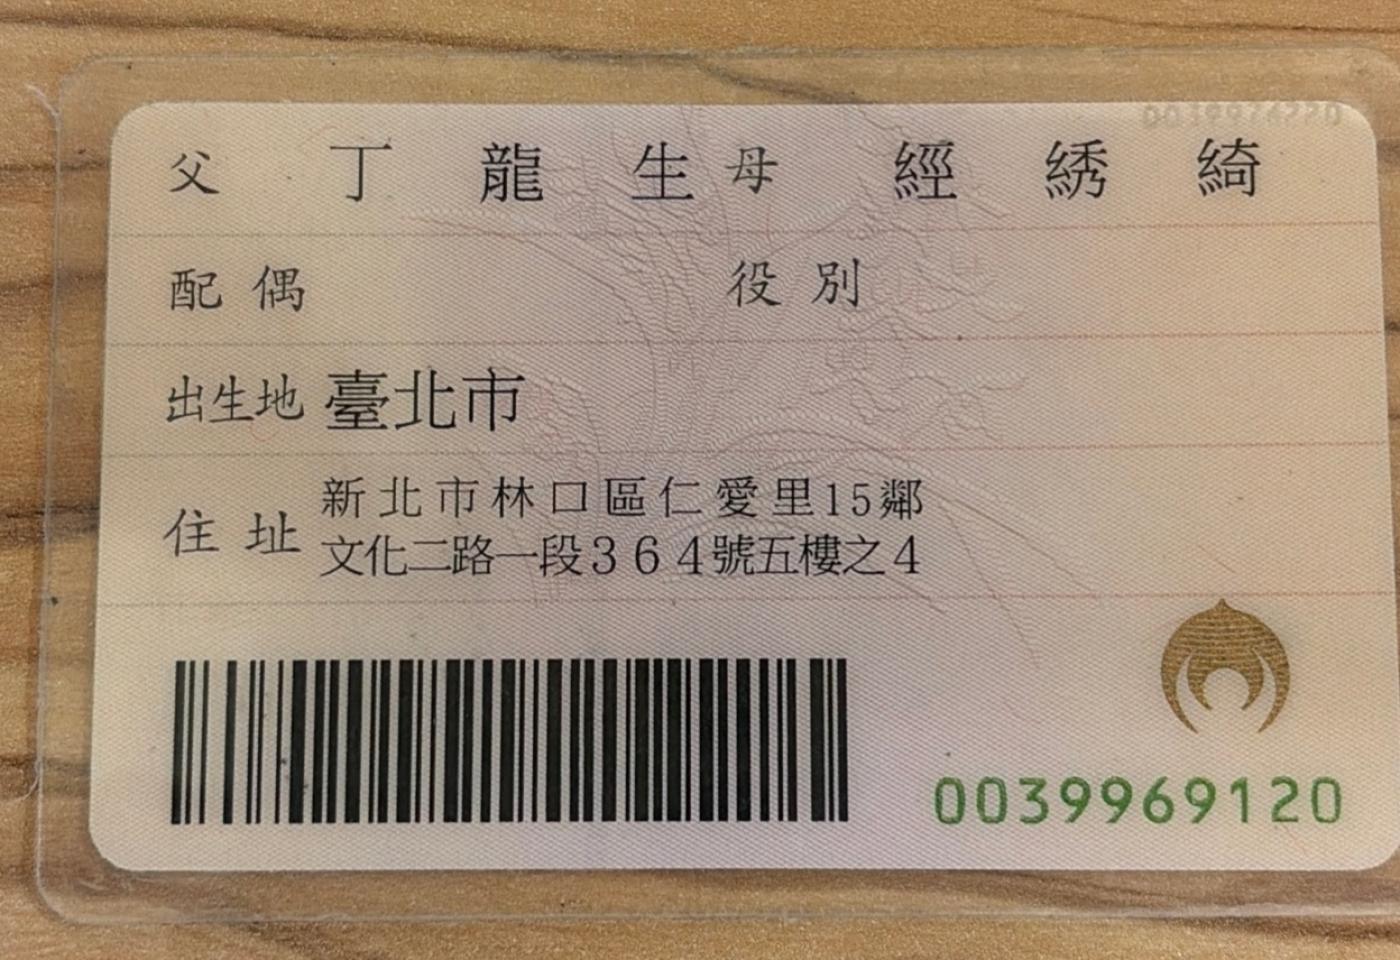 父 丁龍生 母 經綉綺
配偶 役別
出生地 臺北市
住址 新北市林口區仁愛里15鄰
文化二路一段364號五樓之4
0039969120